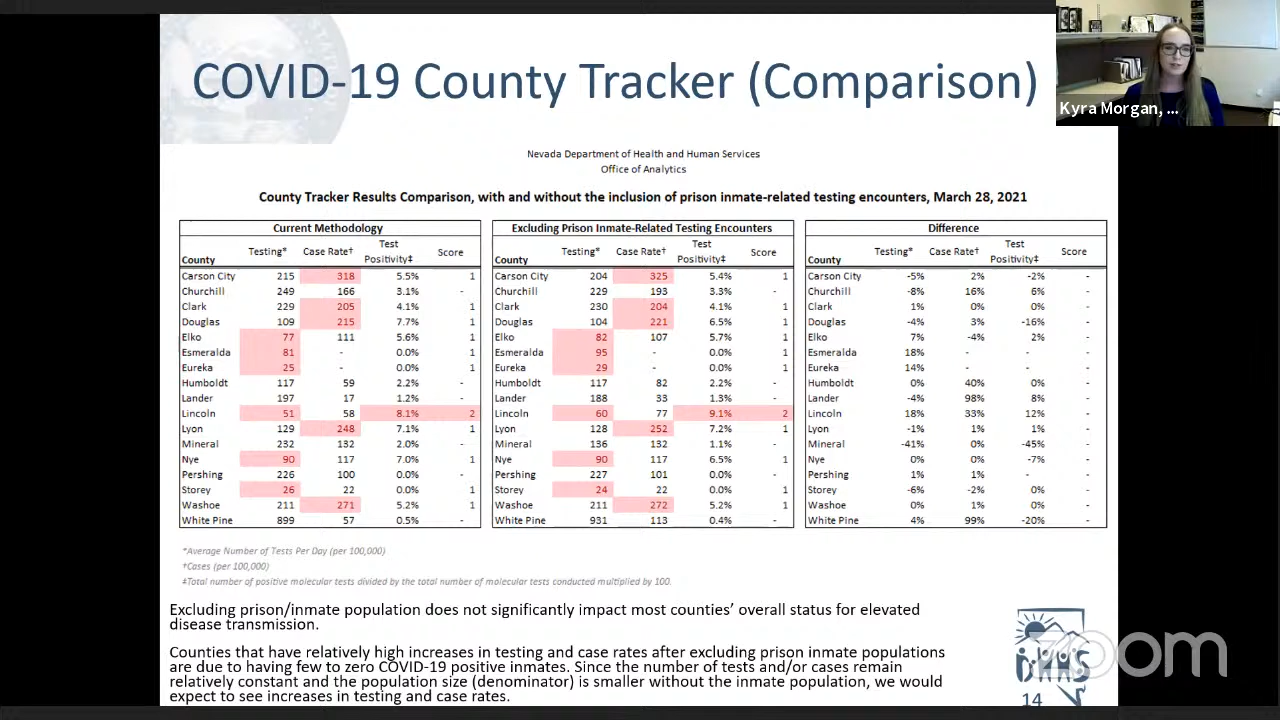 COVID-19 County Tracker (Comparison)
Kyra Morgan, ...
Nevada Department of Health and Human Services
Office of Analytics
County Tracker Results Comparison, with and without the inclusion of prison inmate-related testing encounters, March 28, 2021
Current Methodology Excluding Prison Inmate-Related Testing Encounters Difference
County Testing* Case Rate† Test Positivity‡ Score County Testing* Case Rate† Test Positivity‡ Score County Testing* Case Rate† Test Positivity‡ Score
Carson City 215 318 5.5% 1 Carson City 204 325 5.4% 1 Carson City -5% 2% -2% -
Churchill 249 166 3.1% - Churchill 229 193 3.3% - Churchill -8% 16% 6% -
Clark 229 205 4.1% 1 Clark 230 204 4.1% 1 Clark 1% 0% 0% -
Douglas 109 215 7.7% 1 Douglas 104 221 6.5% 1 Douglas -4% 3% -16% -
Elko 77 111 5.6% 1 Elko 82 107 5.7% 1 Elko 7% -4% 2% -
Esmeralda 81 - 0.0% 1 Esmeralda 95 - 0.0% 1 Esmeralda 18% - - -
Eureka 25 - 0.0% 1 Eureka 29 - 0.0% 1 Eureka 14% - - -
Humboldt 117 59 2.2% - Humboldt 117 82 2.2% - Humboldt 0% 40% 0% -
Lander 197 17 1.2% - Lander 188 33 1.3% - Lander -4% 98% 8% -
Lincoln 51 58 8.1% 2 Lincoln 60 77 9.1% 2 Lincoln 18% 33% 12% -
Lyon 129 248 7.1% 1 Lyon 128 252 7.2% 1 Lyon -1% 1% 1% -
Mineral 232 132 2.0% - Mineral 136 132 1.1% - Mineral -41% 0% -45% -
Nye 90 117 7.0% 1 Nye 90 117 6.5% 1 Nye 0% 0% -7% -
Pershing 226 100 0.0% - Pershing 227 101 0.0% - Pershing 1% 1% - -
Storey 26 22 0.0% 1 Storey 24 22 0.0% 1 Storey -6% -2% 0% -
Washoe 211 271 5.2% 1 Washoe 211 272 5.2% 1 Washoe 0% 1% 0% -
White Pine 899 57 0.5% - White Pine 931 113 0.4% - White Pine 4% 99% -20% -
*Average Number of Tests Per Day (per 100,000)
†Cases (per 100,000)
‡Total number of positive molecular tests divided by the total number of molecular tests conducted multiplied by 100.
Excluding prison/inmate population does not significantly impact most counties' overall status for elevated
disease transmission.
Counties that have relatively high increases in testing and case rates after excluding prison inmate populations
are due to having few to zero COVID-19 positive inmates. Since the number of tests and/or cases remain
relatively constant and the population size (denominator) is smaller without the inmate population, we would
expect to see increases in testing and case rates.
zoom
14